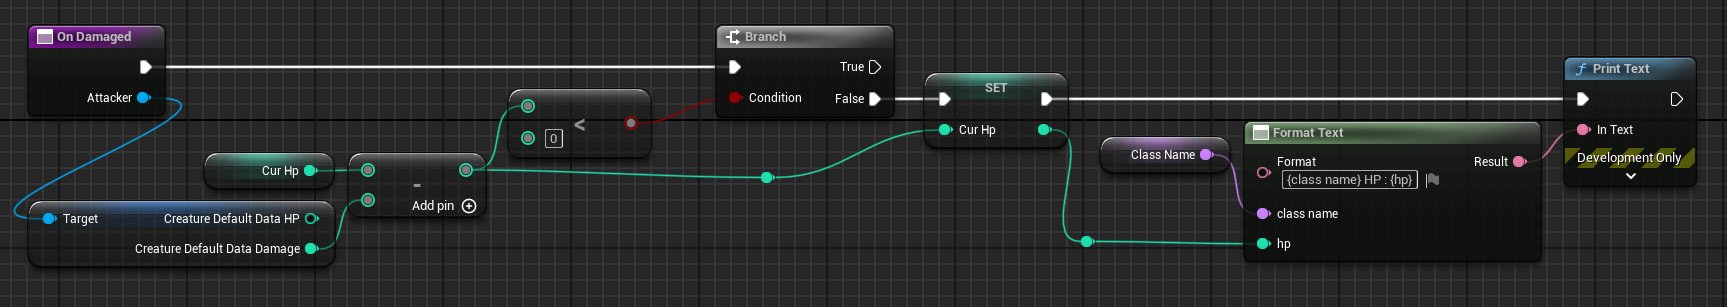 On Damaged
Attacker
Cur Hp
Target
Creature Default Data HP
Creature Default Data Damage
-
Add pin
<
0
Branch
True
Condition
False
SET
Cur Hp
Class Name
Format Text
Format
{class name} HP : {hp}
Result
class name
hp
f Print Text
In Text
Development Only